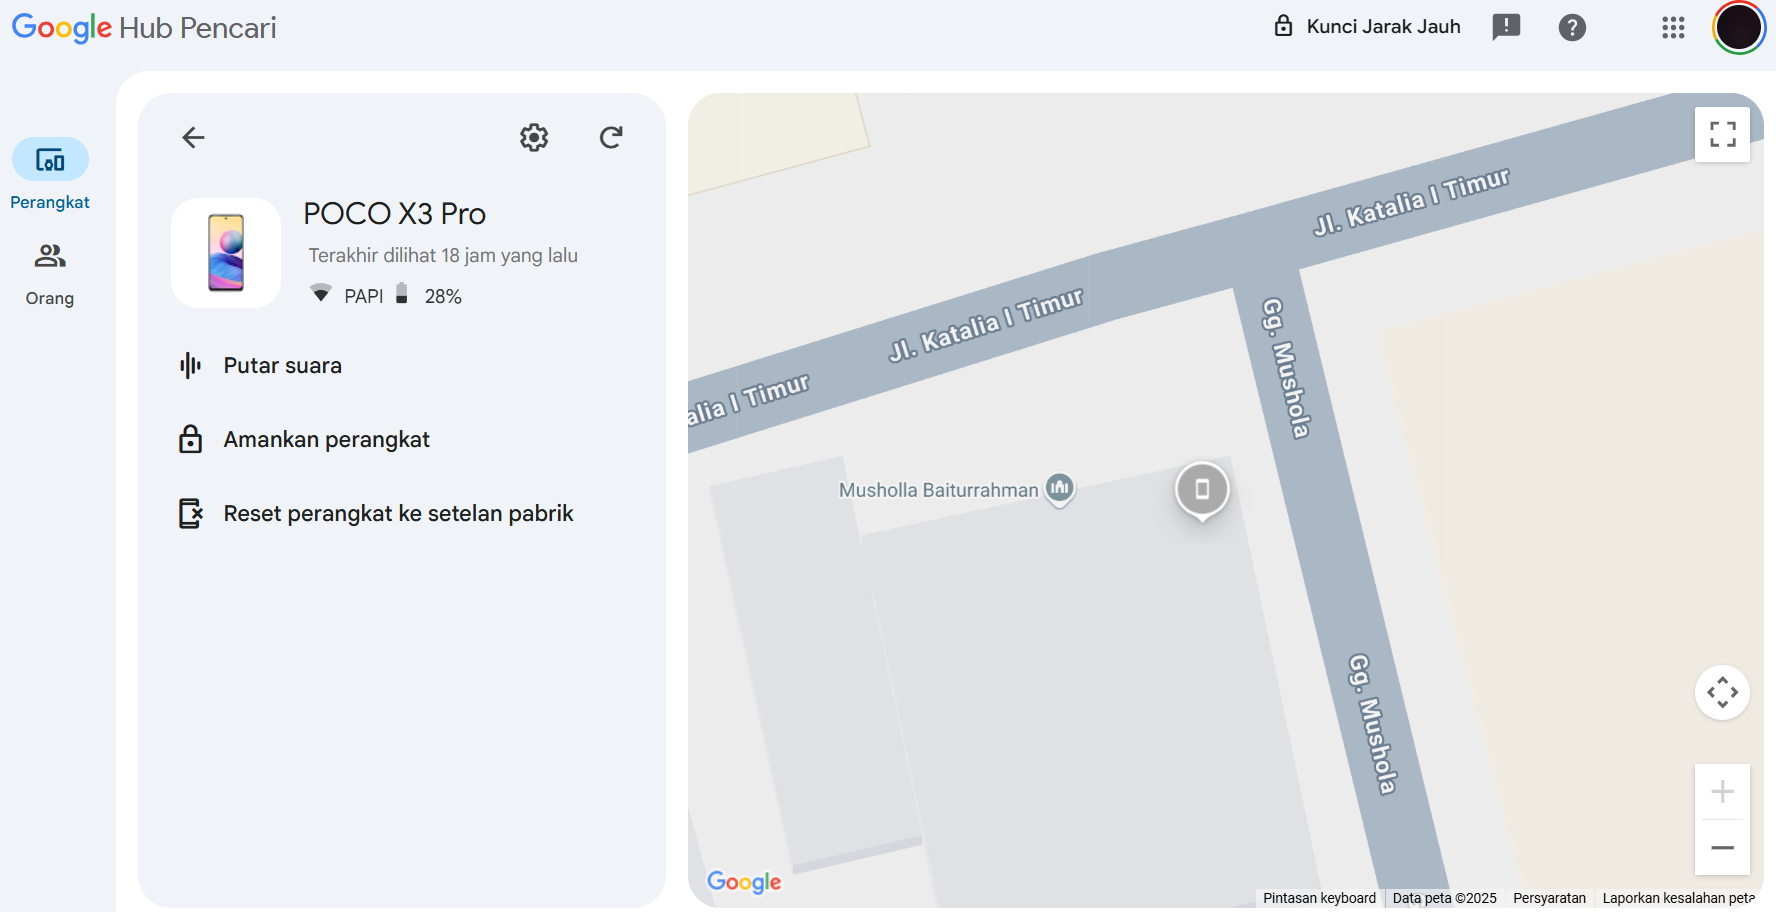 Google Hub Pencari
Kunci Jarak Jauh
Perangkat
Orang
POCO X3 Pro
Terakhir dilihat 18 jam yang lalu
PAPI 28%
Putar suara
Amankan perangkat
Reset perangkat ke setelan pabrik
Jl. Katalia I Timur
Jl. Katalia I Timur
alia I Timur
Gg. Mushola
Musholla Baiturrahman
Gg. Mushola
Google
Pintasan keyboard
Data peta ©2025
Persyaratan
Laporkan kesalahan peta